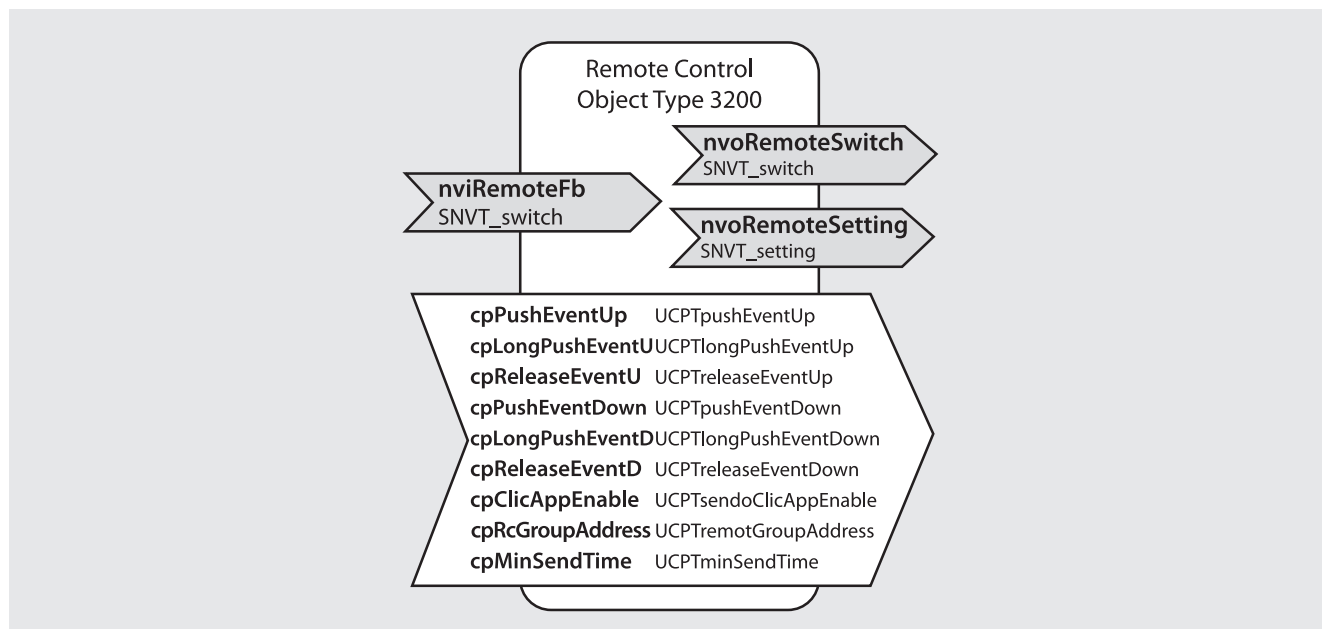 Remote Control
Object Type 3200
nvoRemoteSwitch
SNVT_switch
nviRemoteFb
SNVT_switch
nvoRemoteSetting
SNVT_setting
cpPushEventUp UCPTpushEventUp
cpLongPushEventU UCPTlongPushEventUp
cpReleaseEventU UCPTreleaseEventUp
cpPushEventDown UCPTpushEventDown
cpLongPushEventD UCPTlongPushEventDown
cpReleaseEventD UCPTreleaseEventDown
cpClicAppEnable UCPTsendoClicAppEnable
cpRcGroupAddress UCPTremotGroupAddress
cpMinSendTime UCPTminSendTime